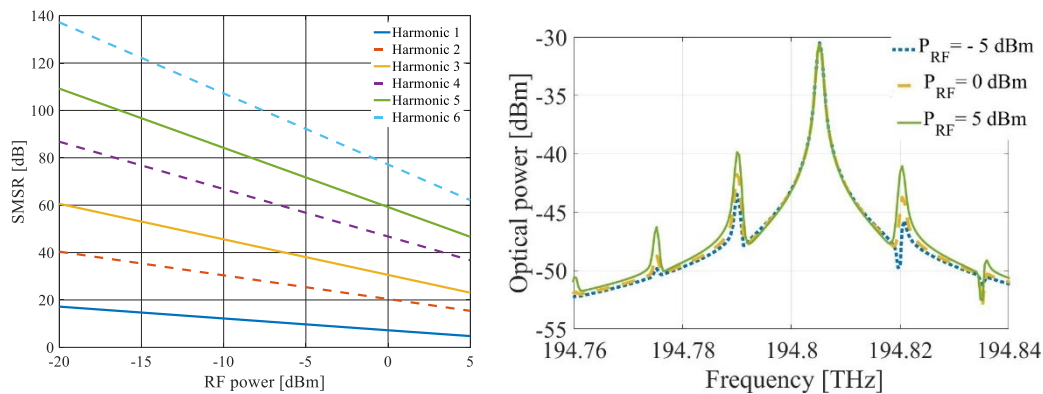 140
120
100
80
60
40
20
0
SMSR [dB]
-20
-15
-10
-5
0
5
RF power [dBm]
Harmonic 1
Harmonic 2
Harmonic 3
Harmonic 4
Harmonic 5
Harmonic 6
-30
-35
-40
-45
-50
-55
Optical power [dBm]
194.76
194.78
194.8
194.82
194.84
Frequency [THz]
P_RF= - 5 dBm
P_RF= 0 dBm
P_RF= 5 dBm